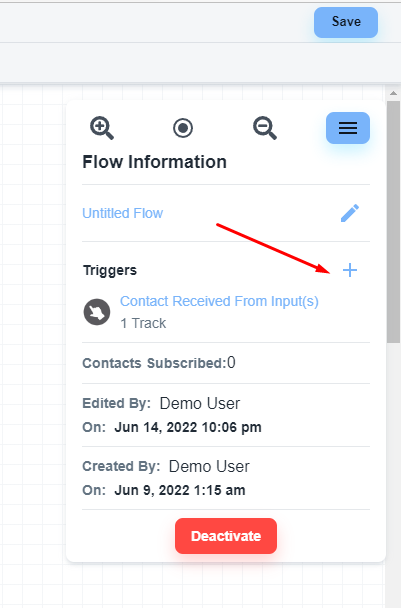 Save
Flow Information
Untitled Flow
Triggers
Contact Received From Input(s)
1 Track
Contacts Subscribed:0
Edited By: Demo User
On: Jun 14, 2022 10:06 pm
Created By: Demo User
On: Jun 9, 2022 1:15 am
Deactivate